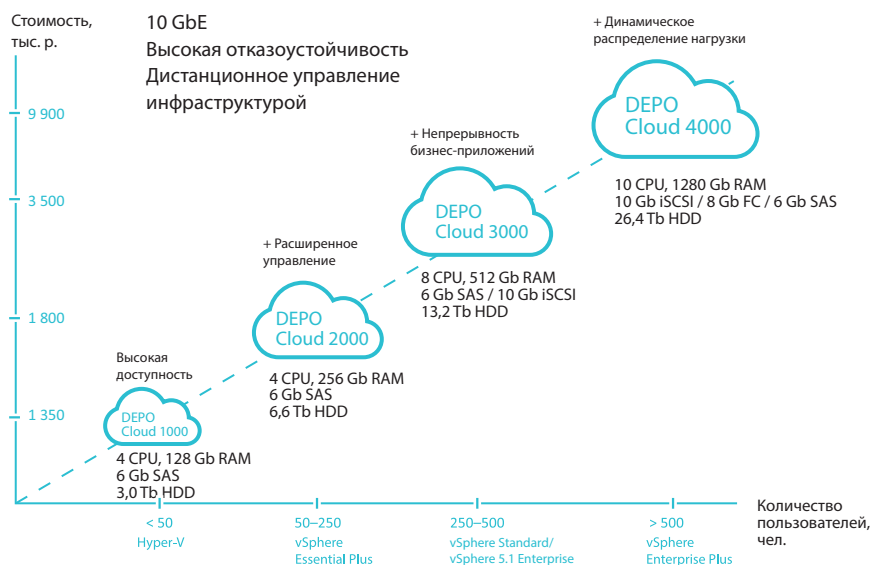 Стоимость,
тыс. р.
10 GbE
Высокая отказоустойчивость
Дистанционное управление
инфраструктурой
+ Динамическое
распределение нагрузки
9 900
DEPO
Cloud 4000
+ Непрерывность
бизнес-приложений
10 CPU, 1280 Gb RAM
10 Gb iSCSI / 8 Gb FC / 6 Gb SAS
26,4 Tb HDD
3 500
DEPO
Cloud 3000
+ Расширенное
управление
8 CPU, 512 Gb RAM
6 Gb SAS / 10 Gb iSCSI
13,2 Tb HDD
1 800
DEPO
Cloud 2000
Высокая
доступность
4 CPU, 256 Gb RAM
6 Gb SAS
6,6 Tb HDD
1 350
DEPO
Cloud 1000
4 CPU, 128 Gb RAM
6 Gb SAS
3,0 Tb HDD
Количество
пользователей,
чел.
< 50
Hyper-V
50–250
vSphere
Essential Plus
250–500
vSphere Standard/
vSphere 5.1 Enterprise
> 500
vSphere
Enterprise Plus